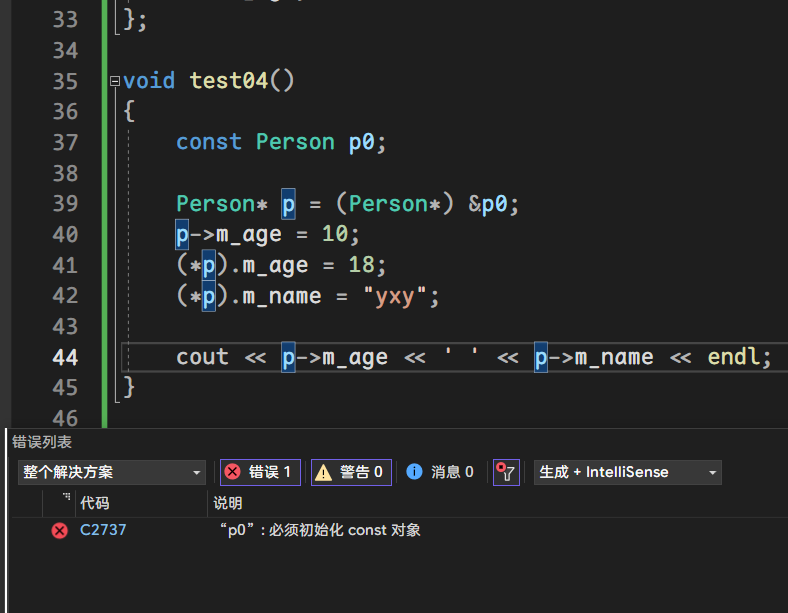 33 };
34
35 void test04()
36 {
37 const Person p0;
38
39 Person* p = (Person*) &p0;
40 p->m_age = 10;
41 (*p).m_age = 18;
42 (*p).m_name = "yxy";
43
44 cout << p->m_age << ' ' << p->m_name << endl;
45 }
46
错误列表
整个解决方案 错误 1 警告 0 消息 0 生成 + IntelliSense
代码 说明
C2737 “p0”: 必须初始化 const 对象